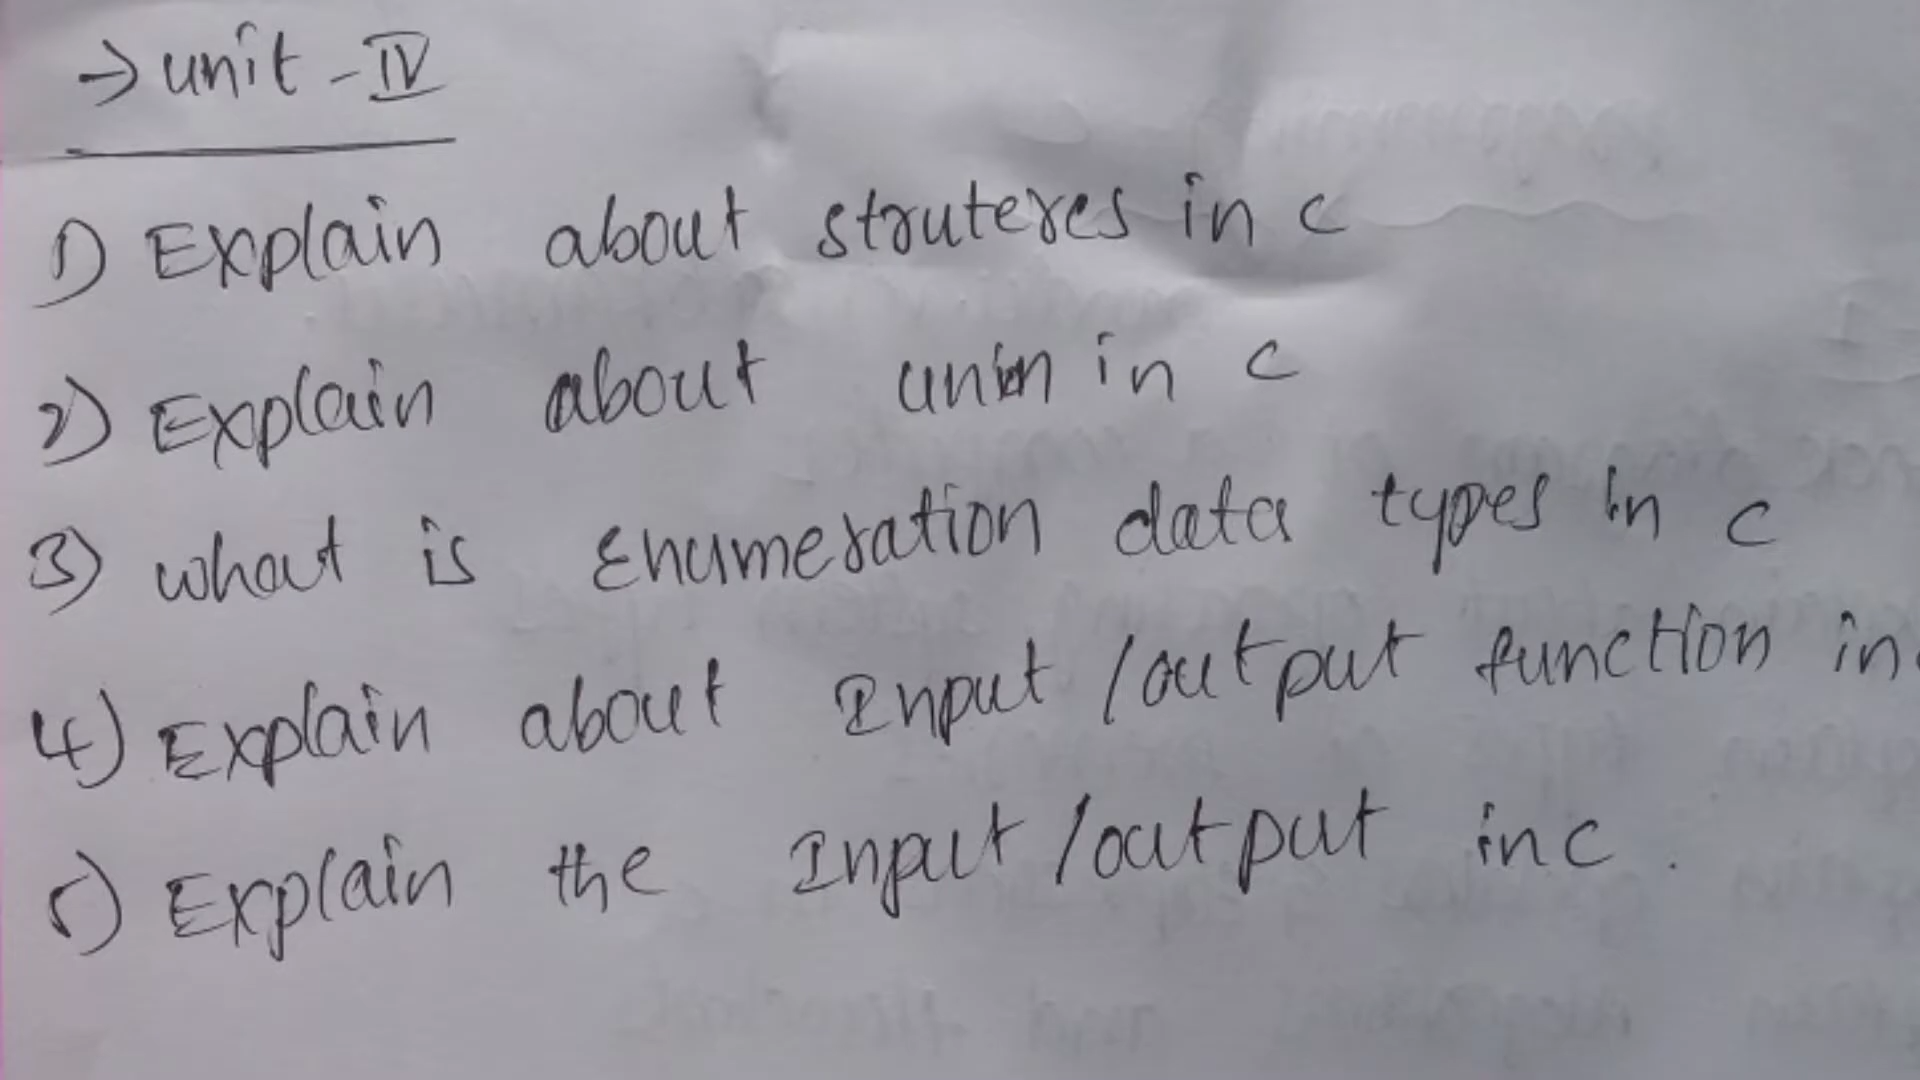 → unit - IV
1) Explain about struteres in c
2) Explain about union in c
3) what is Enumeration data types in c
4) Explain about Input /output function in
5) Explain the Input /output in c.